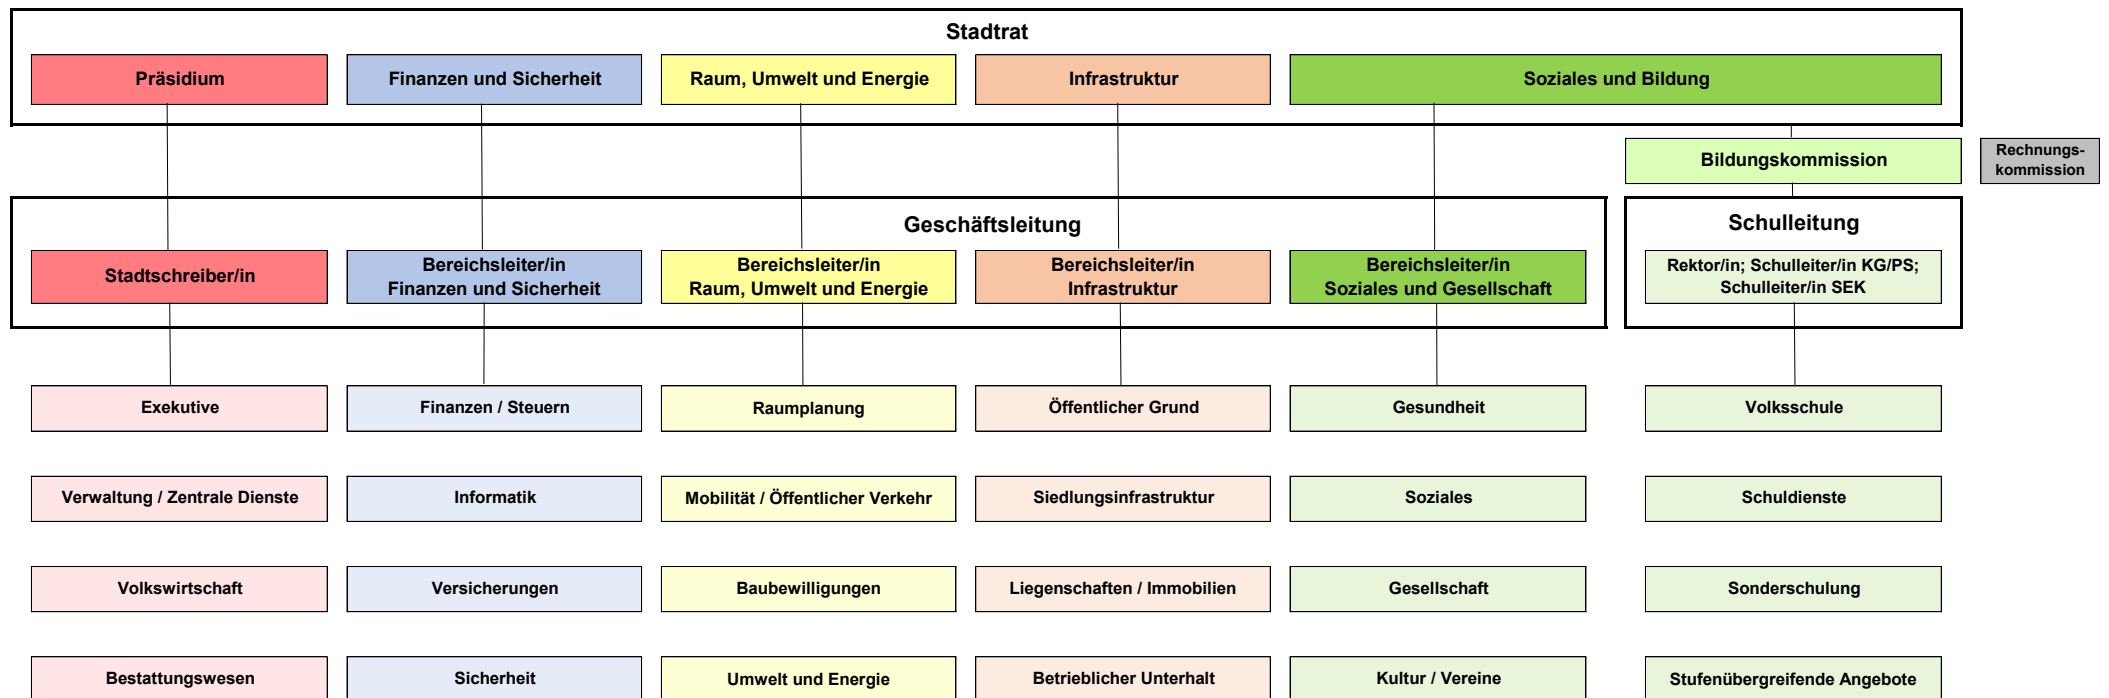 Stadtrat
Präsidium
Finanzen und Sicherheit
Raum, Umwelt und Energie
Infrastruktur
Soziales und Bildung
Bildungskommission
Rechnungs-
kommission
Geschäftsleitung
Schulleitung
Stadtschreiber/in
Bereichsleiter/in
Finanzen und Sicherheit
Bereichsleiter/in
Raum, Umwelt und Energie
Bereichsleiter/in
Infrastruktur
Bereichsleiter/in
Soziales und Gesellschaft
Rektor/in; Schulleiter/in KG/PS;
Schulleiter/in SEK
Exekutive
Finanzen / Steuern
Raumplanung
Öffentlicher Grund
Gesundheit
Volksschule
Verwaltung / Zentrale Dienste
Informatik
Mobilität / Öffentlicher Verkehr
Siedlungsinfrastruktur
Soziales
Schuldienste
Volkswirtschaft
Versicherungen
Baubewilligungen
Liegenschaften / Immobilien
Gesellschaft
Sonderschulung
Bestattungswesen
Sicherheit
Umwelt und Energie
Betrieblicher Unterhalt
Kultur / Vereine
Stufenübergreifende Angebote